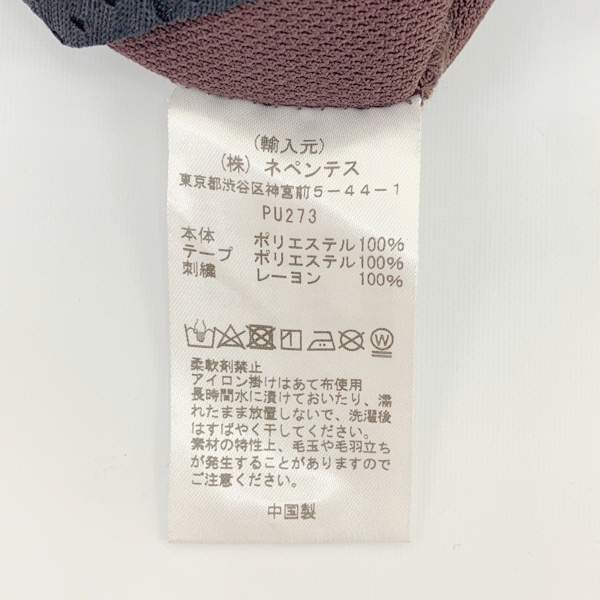 (輸入元)
(株) ネペンテス
東京都渋谷区神宮前5-44-1
PU273
本体 ポリエステル100%
テープ ポリエステル100%
刺繍 レーヨン 100%
W
柔軟剤禁止
アイロン掛けはあて布使用
長時間水に漬けておいたり、濡
れたまま放置しないで、洗濯後
はすばやく干してください。
素材の特性上、毛玉や毛羽立ち
が発生することがありますので
ご注意ください。
中国製